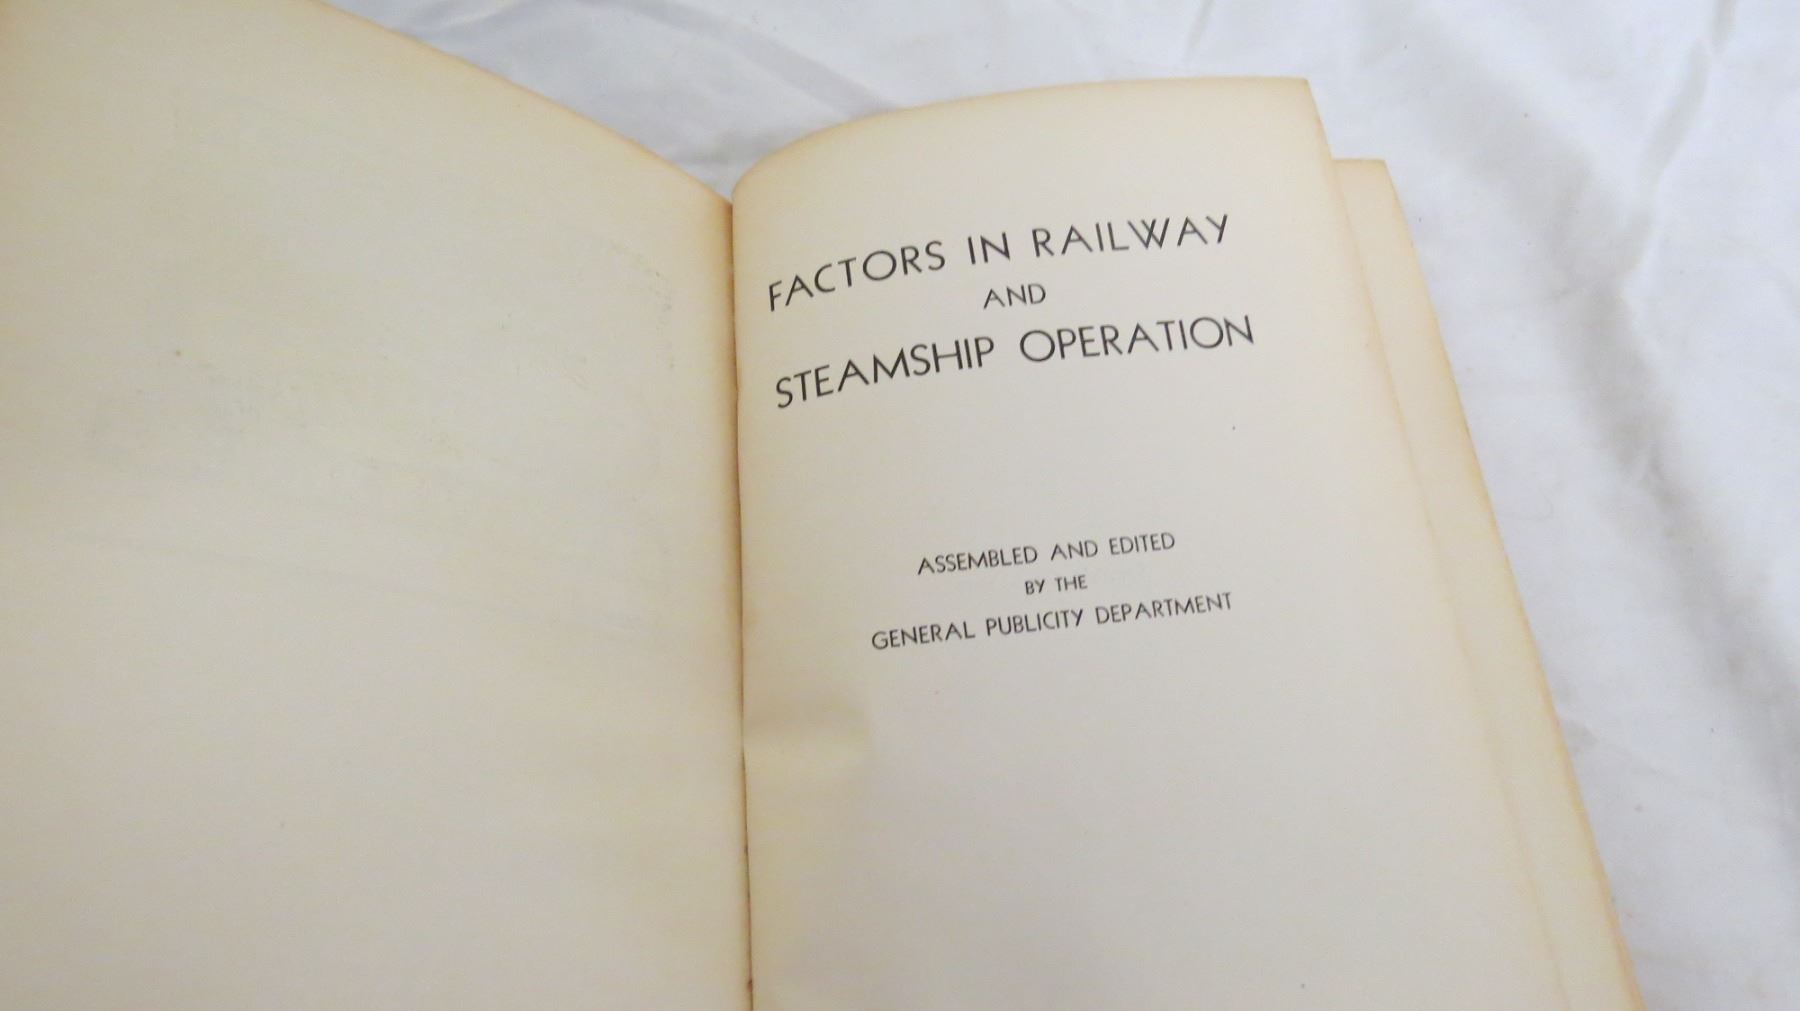 FACTORS IN RAILWAY
AND
STEAMSHIP OPERATION
ASSEMBLED AND EDITED
BY THE
GENERAL PUBLICITY DEPARTMENT